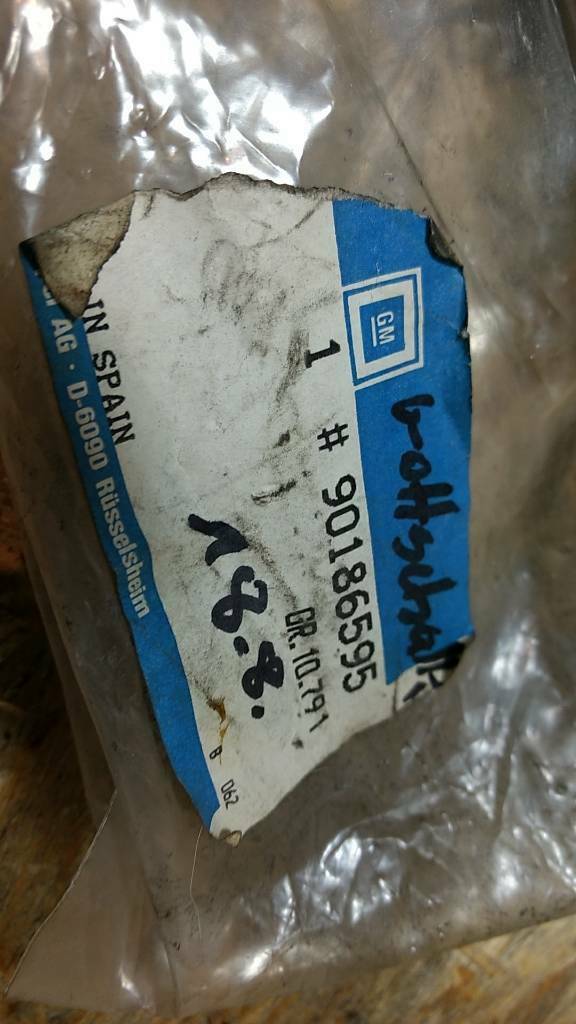 GM
1
# 90186595
GR.10.791
18.8.
IN SPAIN
AG · D-6090 Rüsselsheim
B 062